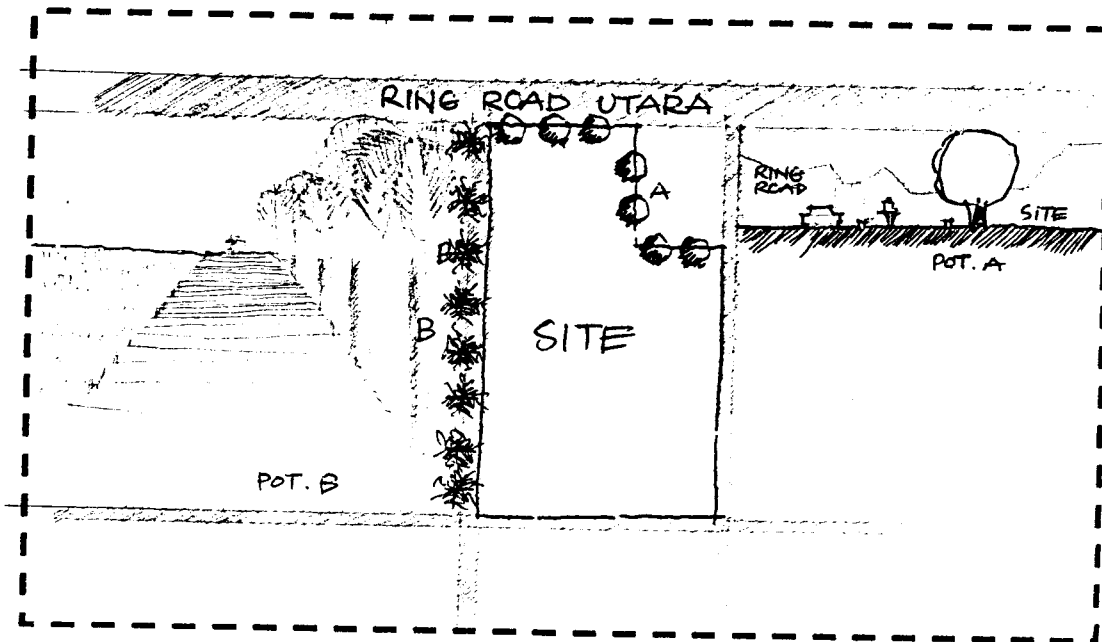 RING ROAD UTARA
RING
ROAD
SITE
POT. A
A
B
SITE
POT. B